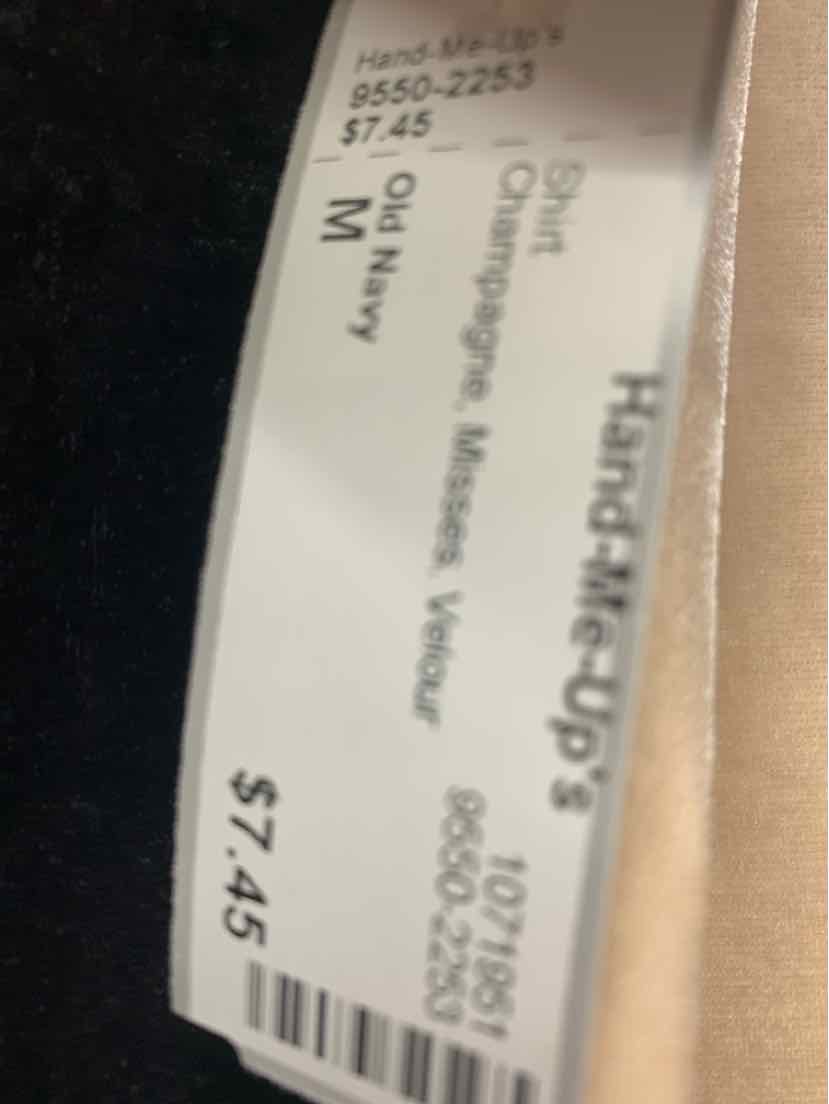 Hand-Me-Up's
9550-2253
$7.45
Hand-Me-Up's
Shirt
1071951
Champagne, Misses, Velour
9550-2253
Old Navy
M
$7.45